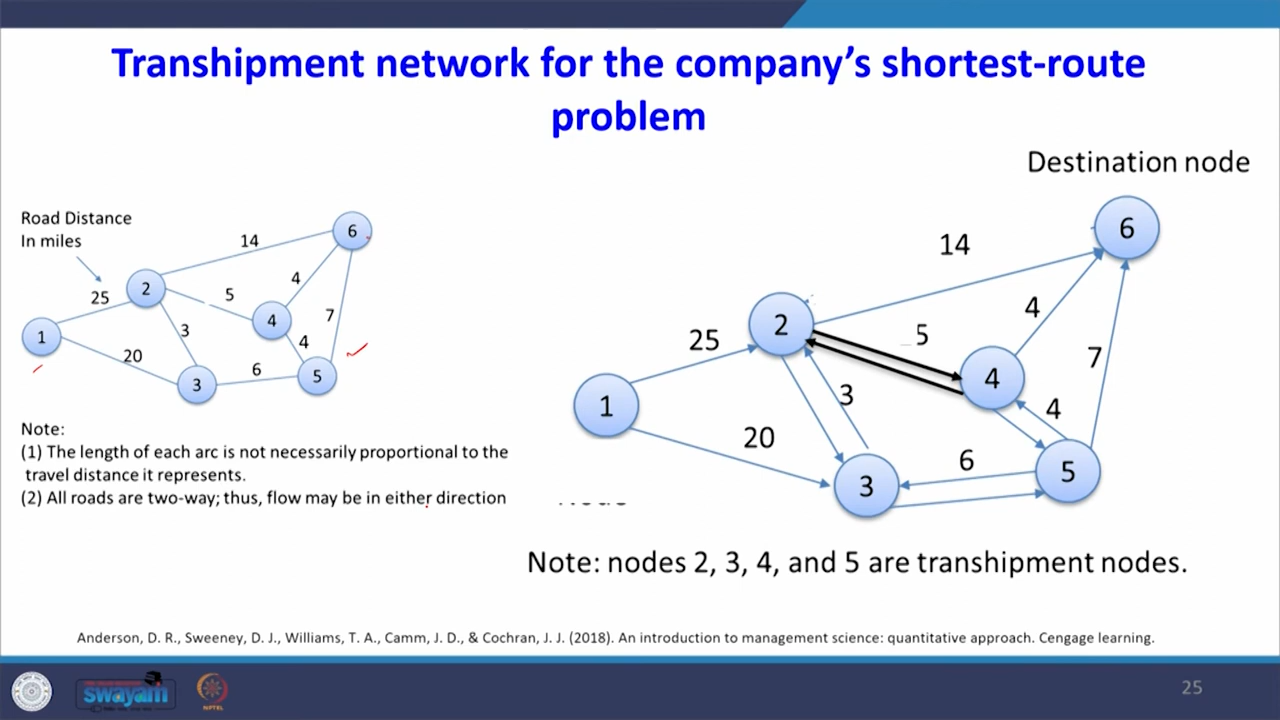 Transhipment network for the company's shortest-route
problem
Destination node
Road Distance
In miles
25
20
14
5
3
4
4
7
6
1
2
3
4
5
6
Note:
(1) The length of each arc is not necessarily proportional to the
travel distance it represents.
(2) All roads are two-way; thus, flow may be in either direction
25
20
14
5
3
4
4
7
6
1
2
3
4
5
6
Note: nodes 2, 3, 4, and 5 are transhipment nodes.
Anderson, D. R., Sweeney, D. J., Williams, T. A., Camm, J. D., & Cochran, J. J. (2018). An introduction to management science: quantitative approach. Cengage learning.
swayam
NPTEL
25